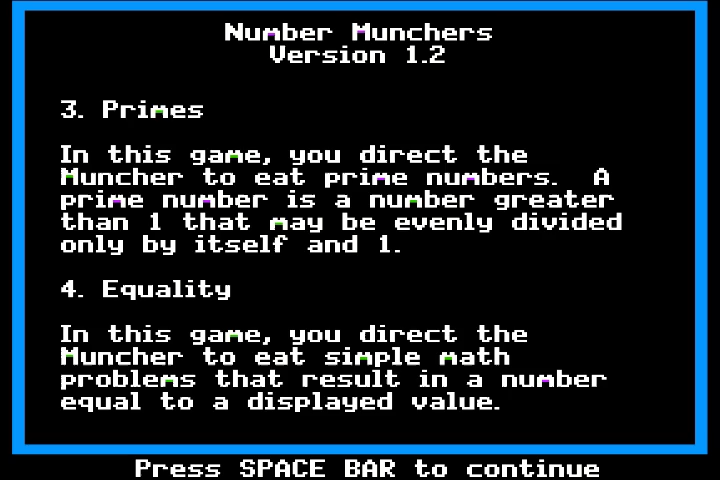 Number Munchers
Version 1.2
3. Primes
In this game, you direct the
Muncher to eat prime numbers.  A
prime number is a number greater
than 1 that may be evenly divided
only by itself and 1.
4. Equality
In this game, you direct the
Muncher to eat simple math
problems that result in a number
equal to a displayed value.
Press SPACE BAR to continue